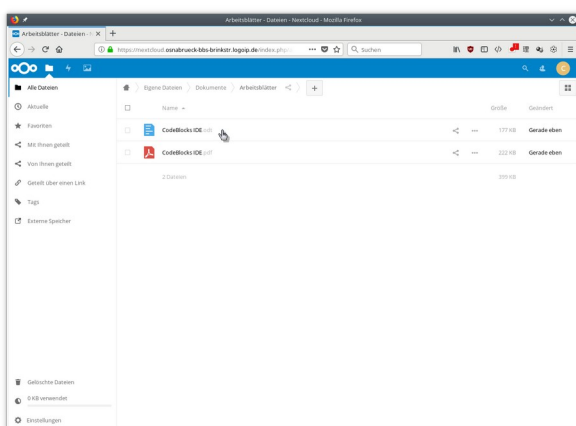 Arbeitsblätter - Dateien - Nextcloud - Mozilla Firefox
Arbeitsblätter - Dateien - N
https://nextcloud.osnabrueck-bbs-brinkstr.logoip.de/index.php/
Suchen
C
Alle Dateien
Eigene Dateien
Dokumente
Arbeitsblätter
+
Aktuelle
Name
Größe
Geändert
Favoriten
CodeBlocks IDE.odt
177 KB
Gerade eben
Mit Ihnen geteilt
CodeBlocks IDE.pdf
222 KB
Gerade eben
Von Ihnen geteilt
2 Dateien
399 KB
Geteilt über einen Link
Tags
Externe Speicher
Gelöschte Dateien
0 KB verwendet
Einstellungen